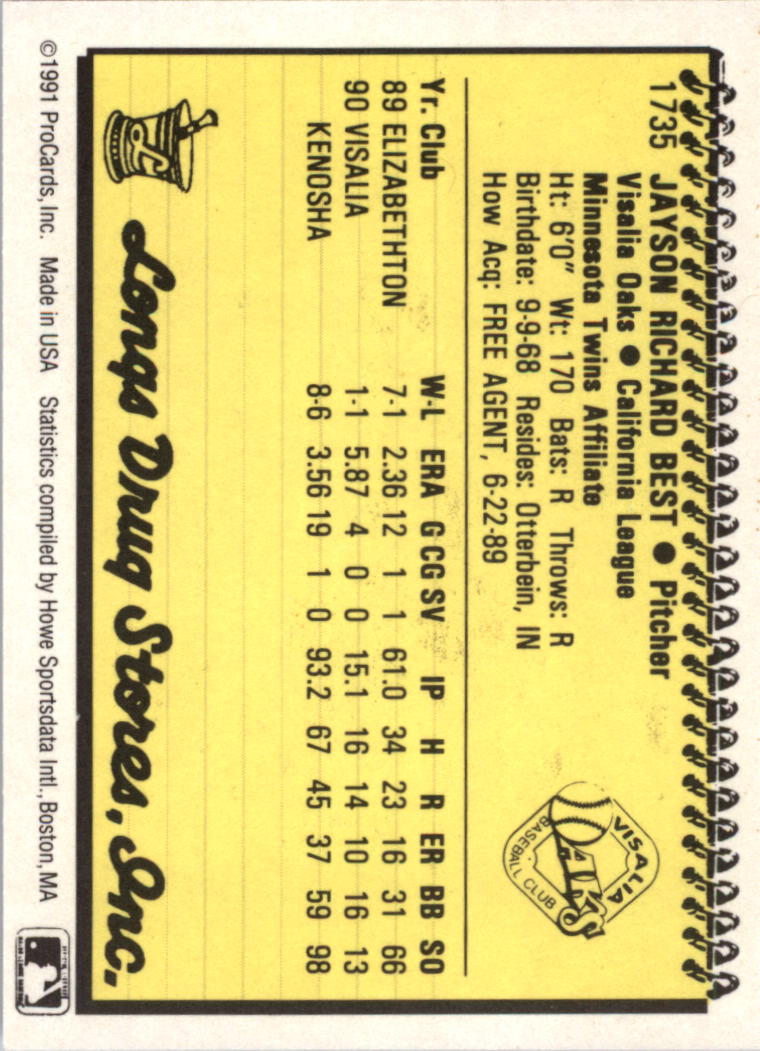 1735 JAYSON RICHARD BEST ● Pitcher
Visalia Oaks ● California League
Minnesota Twins Affiliate
Ht: 6'0" Wt: 170 Bats: R Throws: R
Birthdate: 9-9-68 Resides: Otterbein, IN
How Acq: FREE AGENT, 6-22-89
VISALIA
OAKS
BASEBALL CLUB
Yr. Club W-L ERA G CG SV IP H R ER BB SO
89 ELIZABETHTON 7-1 2.36 12 1 1 61.0 34 23 16 31 66
90 VISALIA 1-1 5.87 4 0 0 15.1 16 14 10 16 13
KENOSHA 8-6 3.56 19 1 0 93.2 67 45 37 59 98
L
Longs Drug Stores, Inc.
©1991 ProCards, Inc. Made in USA Statistics compiled by Howe Sportsdata Intl., Boston, MA